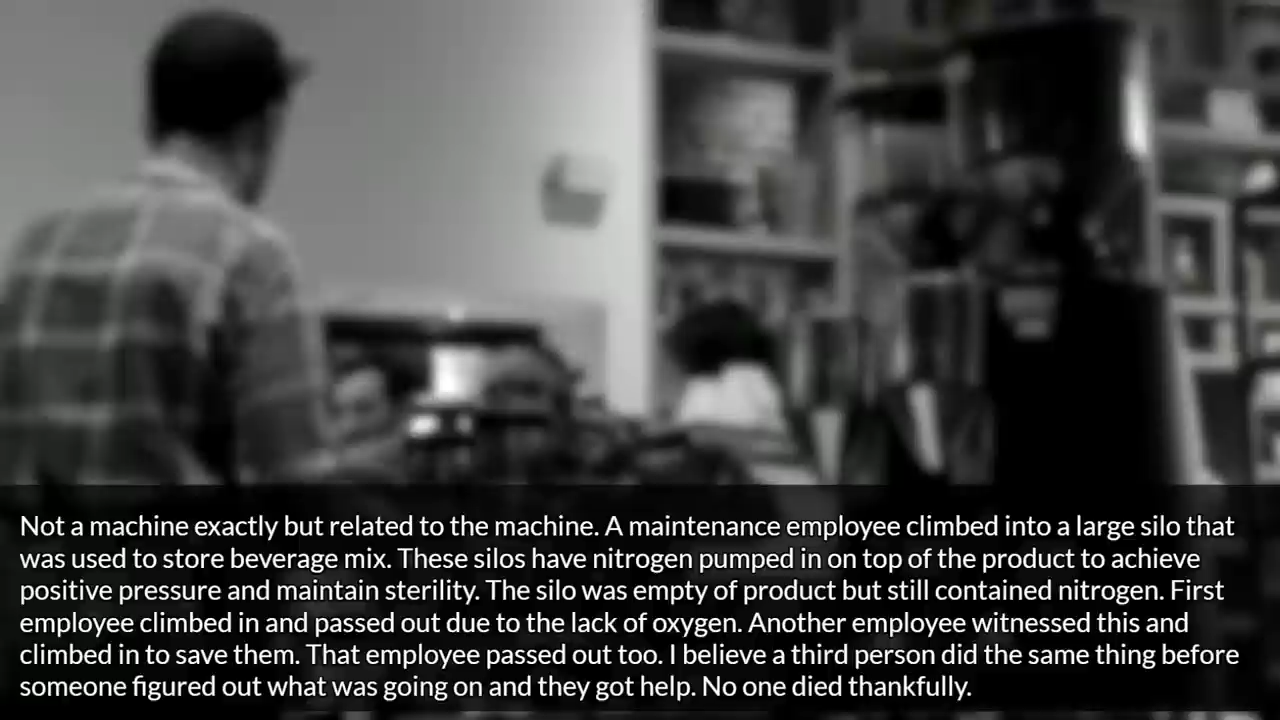 Not a machine exactly but related to the machine. A maintenance employee climbed into a large silo that
was used to store beverage mix. These silos have nitrogen pumped in on top of the product to achieve
positive pressure and maintain sterility. The silo was empty of product but still contained nitrogen. First
employee climbed in and passed out due to the lack of oxygen. Another employee witnessed this and
climbed in to save them. That employee passed out too. I believe a third person did the same thing before
someone figured out what was going on and they got help. No one died thankfully.